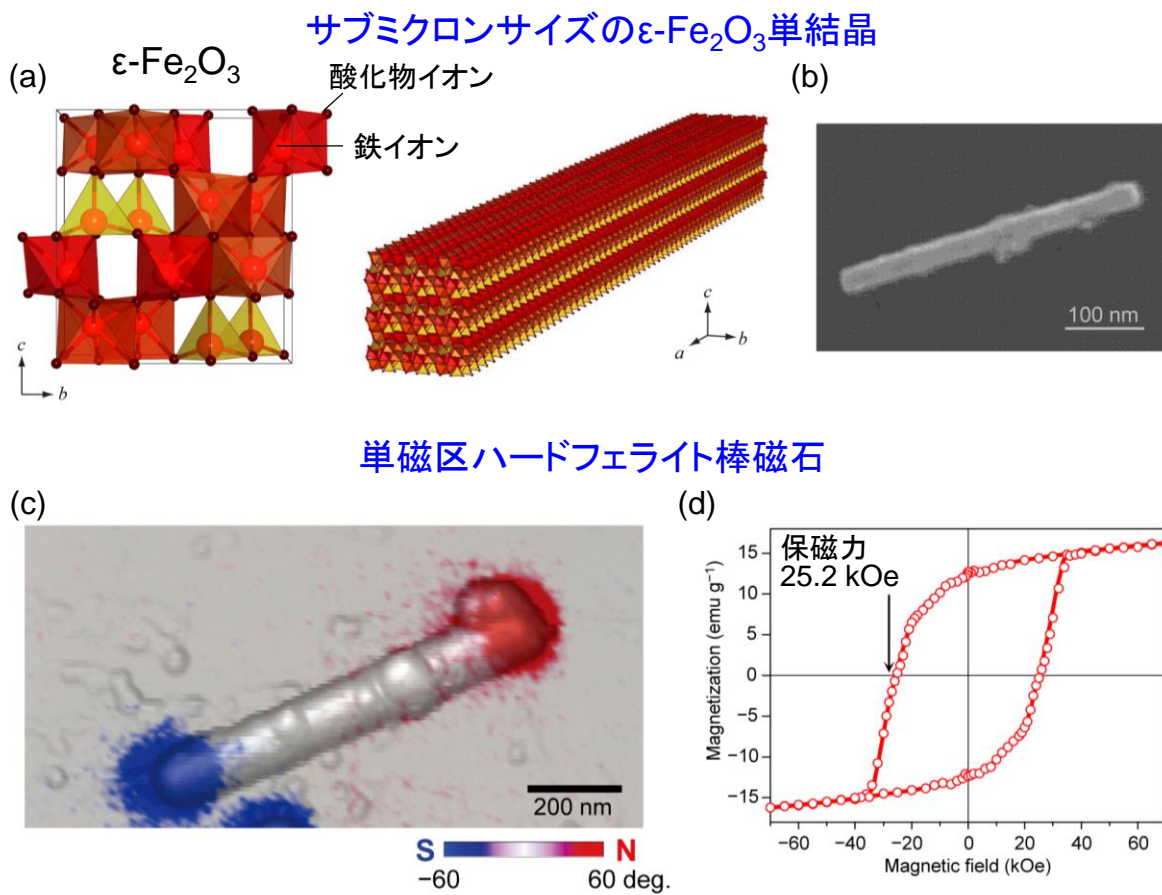 サブミクロンサイズのε-Fe₂O₃単結晶
(a)
ε-Fe₂O₃
酸化物イオン
鉄イオン
c
b
c
a
b
(b)
100 nm
単磁区ハードフェライト棒磁石
(c)
200 nm
S
N
−60
60 deg.
(d)
保磁力
25.2 kOe
Magnetization (emu g⁻¹)
15
10
5
0
−5
−10
−15
−60
−40
−20
0
20
40
60
Magnetic field (kOe)